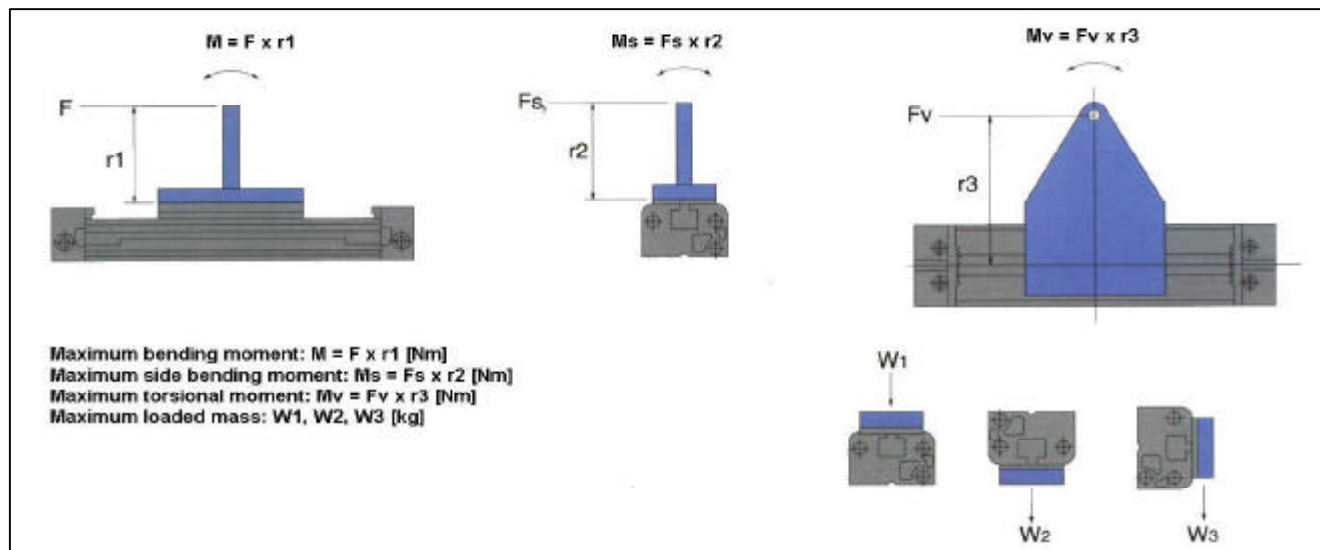 M = F x r1
Ms = Fs x r2
Mv = Fv x r3
F
r1
Fs,
r2
Fv
r3
Maximum bending moment: M = F x r1 [Nm]
Maximum side bending moment: Ms = Fs x r2 [Nm]
Maximum torsional moment: Mv = Fv x r3 [Nm]
Maximum loaded mass: W1, W2, W3 [kg]
W1
W2
W3